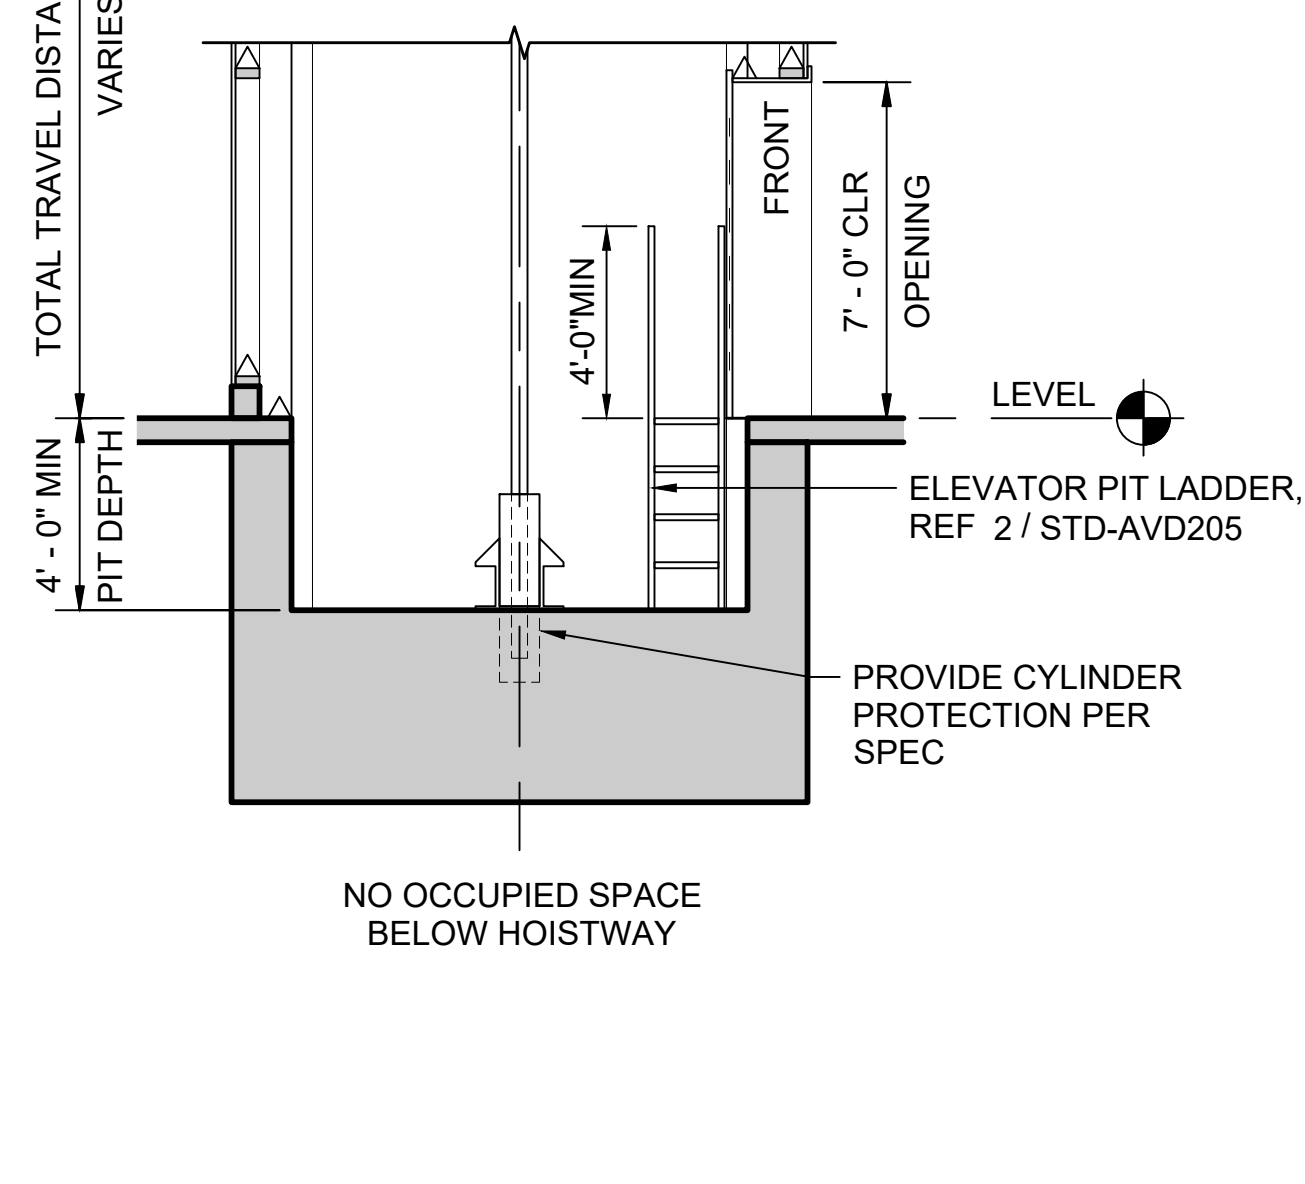 TOTAL TRAVEL DISTA
VARIES
4' - 0" MIN
PIT DEPTH
4'-0"MIN
FRONT
7' - 0" CLR
OPENING
LEVEL
ELEVATOR PIT LADDER,
REF 2 / STD-AVD205
PROVIDE CYLINDER
PROTECTION PER
SPEC
NO OCCUPIED SPACE
BELOW HOISTWAY